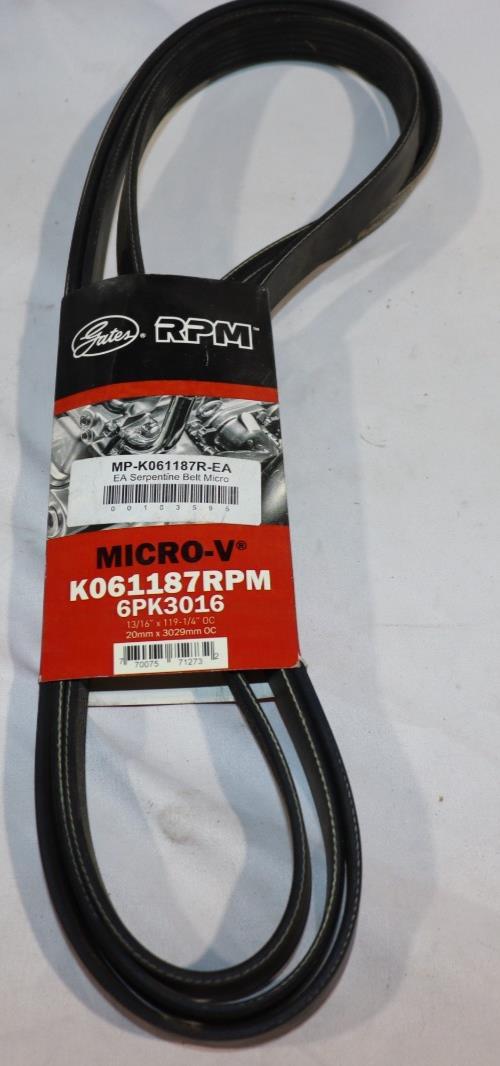 Gates® RPM™
MP-K061187R-EA
EA Serpentine Belt Micro
00103595
MICRO-V®
K061187RPM
6PK3016
13/16" x 119-1/4" OC
20mm x 3029mm OC
7 70075 71273 2